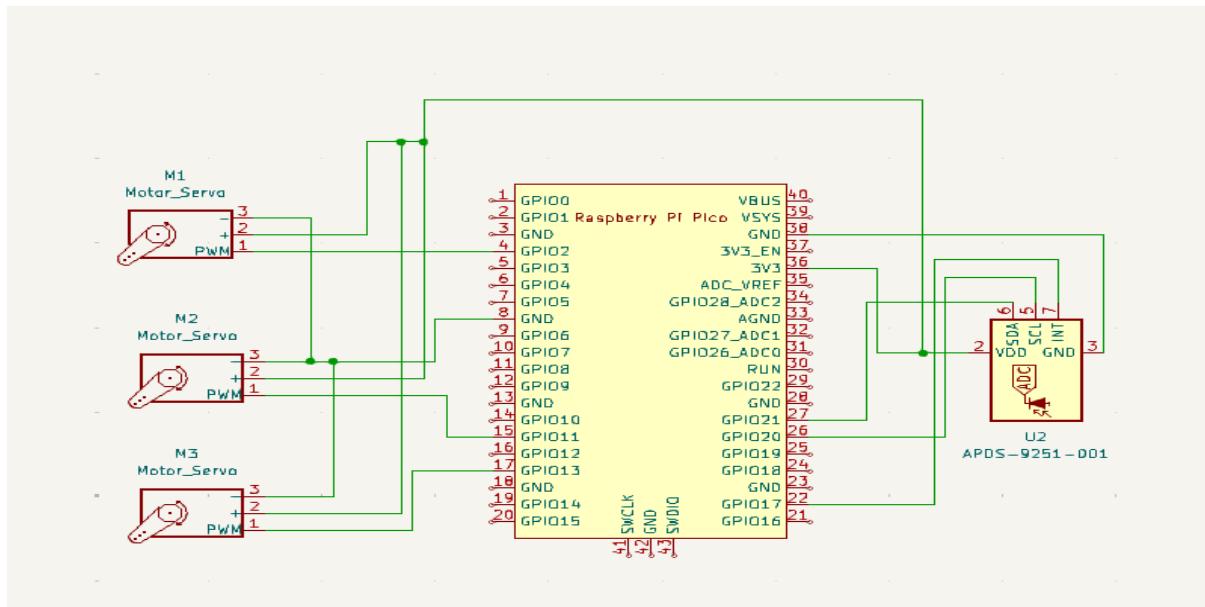 M1
Motor_Servo
3
-
2
+
1
PWM
M2
Motor_Servo
3
-
2
+
1
PWM
M3
Motor_Servo
3
-
2
+
1
PWM
Raspberry Pi Pico
1 GPIO0
2 GPIO1
3 GND
4 GPIO2
5 GPIO3
6 GPIO4
7 GPIO5
8 GND
9 GPIO6
10 GPIO7
11 GPIO8
12 GPIO9
13 GND
14 GPIO10
15 GPIO11
16 GPIO12
17 GPIO13
18 GND
19 GPIO14
20 GPIO15
VBUS 40
VSYS 39
GND 38
3V3_EN 37
3V3 36
ADC_VREF 35
GPIO28_ADC2 34
AGND 33
GPIO27_ADC1 32
GPIO26_ADC0 31
RUN 30
GPIO22 29
GND 28
GPIO21 27
GPIO20 26
GPIO19 25
GPIO18 24
GND 23
GPIO17 22
GPIO16 21
SWCLK 41
GND 42
SWDIO 43
6 SDA
5 SCL
7 INT
2 VDD
GND 3
ADC
U2
APDS-9251-001